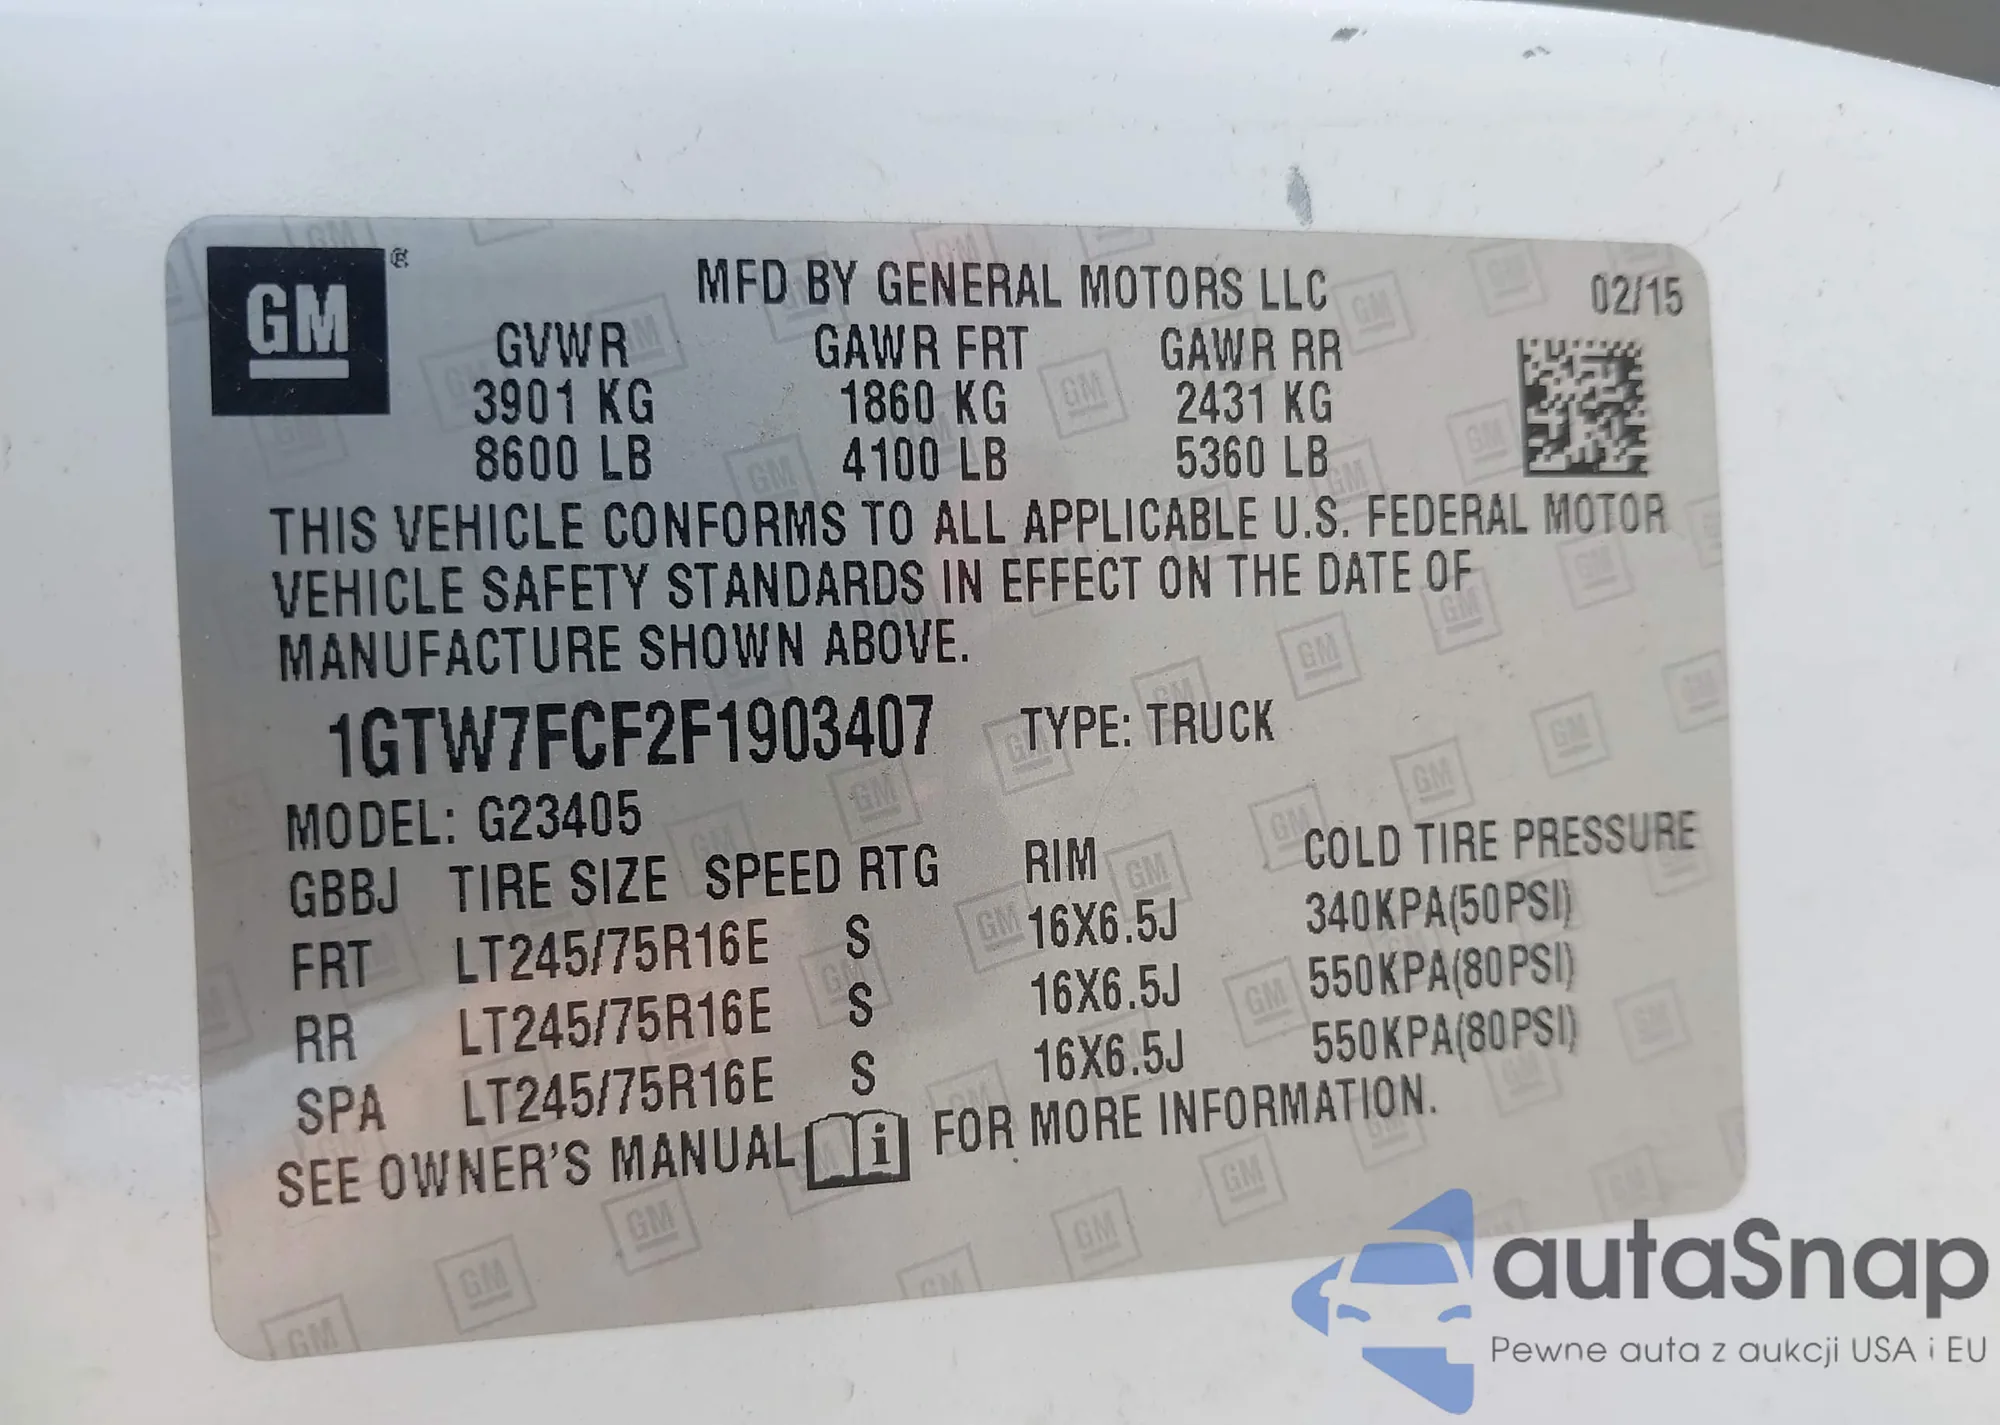 GM ®
MFD BY GENERAL MOTORS LLC 02/15
GVWR GAWR FRT GAWR RR
3901 KG 1860 KG 2431 KG
8600 LB 4100 LB 5360 LB
THIS VEHICLE CONFORMS TO ALL APPLICABLE U.S. FEDERAL MOTOR
VEHICLE SAFETY STANDARDS IN EFFECT ON THE DATE OF
MANUFACTURE SHOWN ABOVE.
1GTW7FCF2F1903407 TYPE: TRUCK
MODEL: G23405
GBBJ TIRE SIZE SPEED RTG RIM COLD TIRE PRESSURE
FRT LT245/75R16E S 16X6.5J 340KPA(50PSI)
RR LT245/75R16E S 16X6.5J 550KPA(80PSI)
SPA LT245/75R16E S 16X6.5J 550KPA(80PSI)
SEE OWNER'S MANUAL i FOR MORE INFORMATION.
autaSnap
Pewne auta z aukcji USA i EU